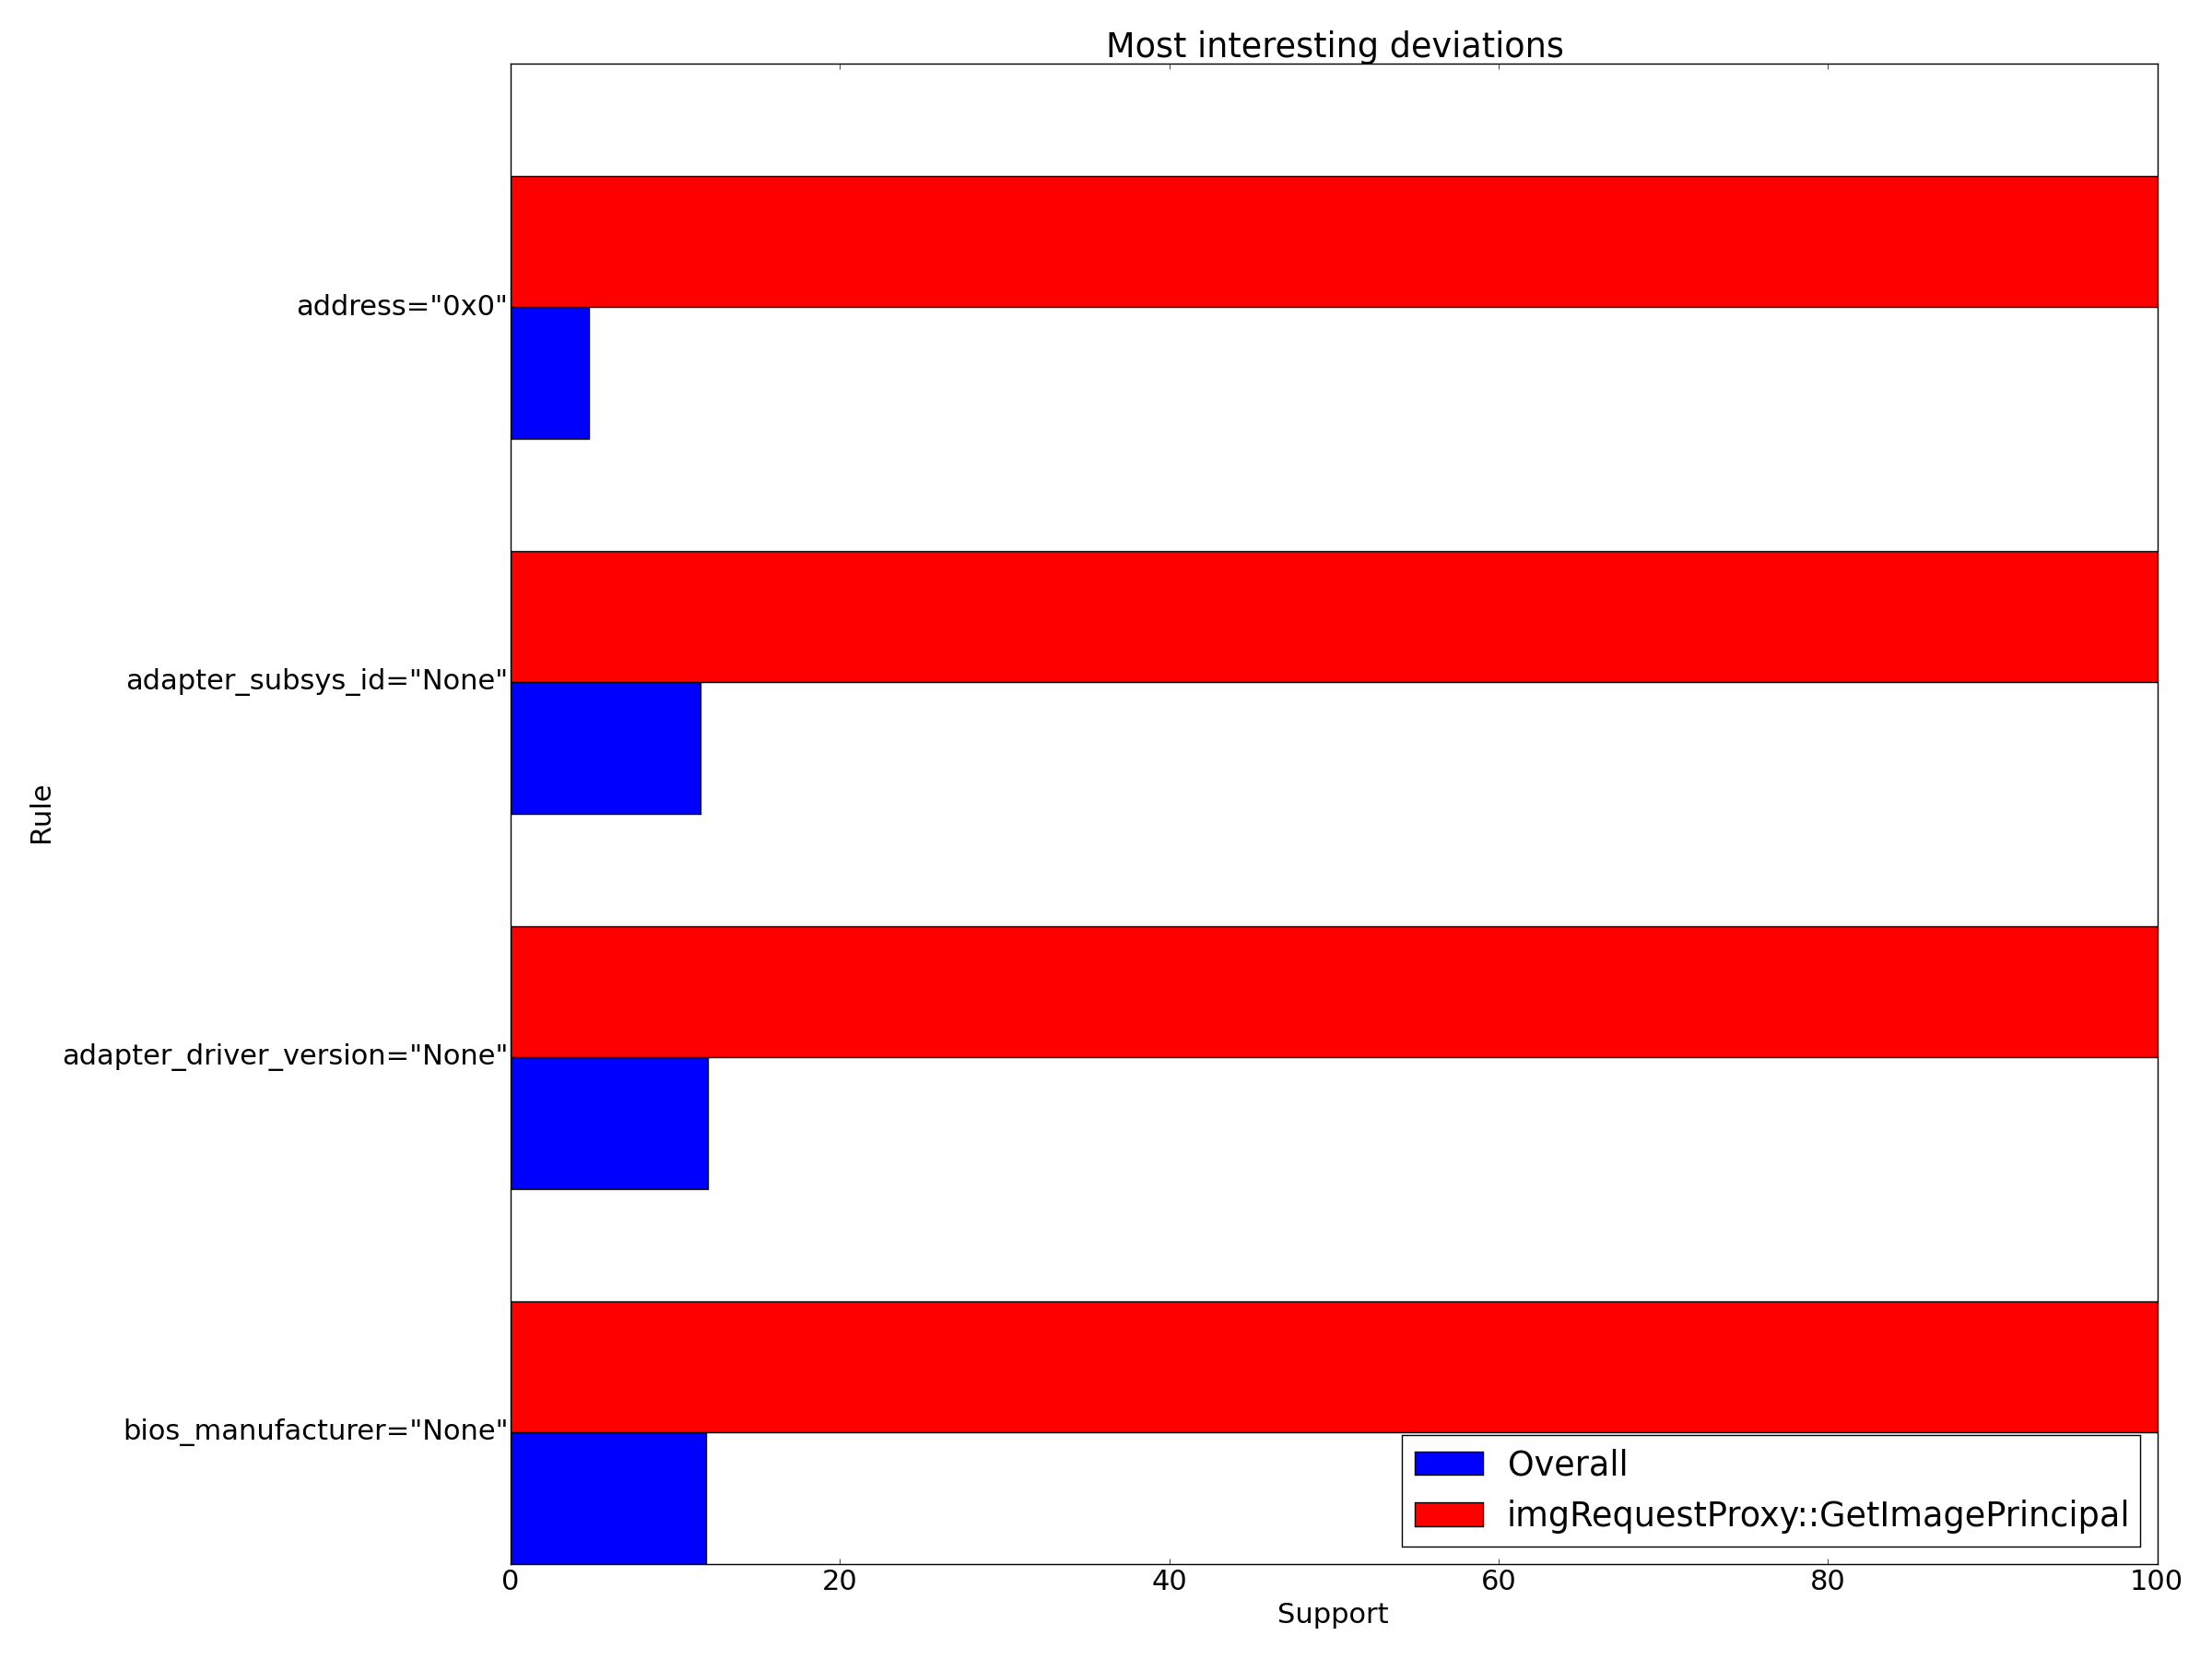 Most interesting deviations
address="0x0"
adapter_subsys_id="None"
Rule
adapter_driver_version="None"
bios_manufacturer="None"
Overall
imgRequestProxy::GetImagePrincipal
0 20 40 60 80 100
Support